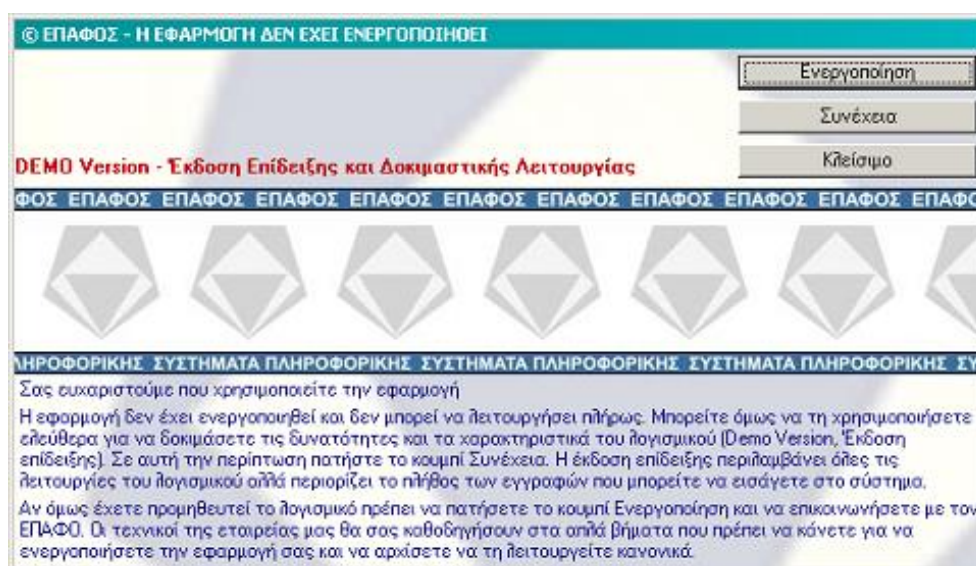 © ΕΠΑΦΟΣ - Η ΕΦΑΡΜΟΓΗ ΔΕΝ ΕΧΕΙ ΕΝΕΡΓΟΠΟΙΗΘΕΙ
Ενεργοποίηση
Συνέχεια
Κλείσιμο
DEMO Version - Έκδοση Επίδειξης και Δοκιμαστικής Λειτουργίας
ΦΟΣ ΕΠΑΦΟΣ ΕΠΑΦΟΣ ΕΠΑΦΟΣ ΕΠΑΦΟΣ ΕΠΑΦΟΣ ΕΠΑΦΟΣ ΕΠΑΦΟΣ ΕΠΑΦΟΣ ΕΠΑΦΟΣ ΕΠΑΦΟ
ΛΗΡΟΦΟΡΙΚΗΣ ΣΥΣΤΗΜΑΤΑ ΠΛΗΡΟΦΟΡΙΚΗΣ ΣΥΣΤΗΜΑΤΑ ΠΛΗΡΟΦΟΡΙΚΗΣ ΣΥΣΤΗΜΑΤΑ ΠΛΗΡΟΦΟΡΙΚΗΣ ΣΥ
Σας ευχαριστούμε που χρησιμοποιείτε την εφαρμογή
Η εφαρμογή δεν έχει ενεργοποιηθεί και δεν μπορεί να λειτουργήσει πλήρως. Μπορείτε όμως να τη χρησιμοποιήσετε
ελεύθερα για να δοκιμάσετε τις δυνατότητες και τα χαρακτηριστικά του λογισμικού (Demo Version, Έκδοση
επίδειξης). Σε αυτή την περίπτωση πατήστε το κουμπί Συνέχεια. Η έκδοση επίδειξης περιλαμβάνει όλες τις
λειτουργίες του λογισμικού αλλά περιορίζει το πλήθος των εγγραφών που μπορείτε να εισάγετε στο σύστημα.
Αν όμως έχετε προμηθευτεί το λογισμικό πρέπει να πατήσετε το κουμπί Ενεργοποίηση και να επικοινωνήσετε με τον
ΕΠΑΦΟ. Οι τεχνικοί της εταιρείας μας θα σας καθοδηγήσουν στα απλά βήματα που πρέπει να κάνετε για να
ενεργοποιήσετε την εφαρμογή σας και να αρχίσετε να τη λειτουργείτε κανονικά.